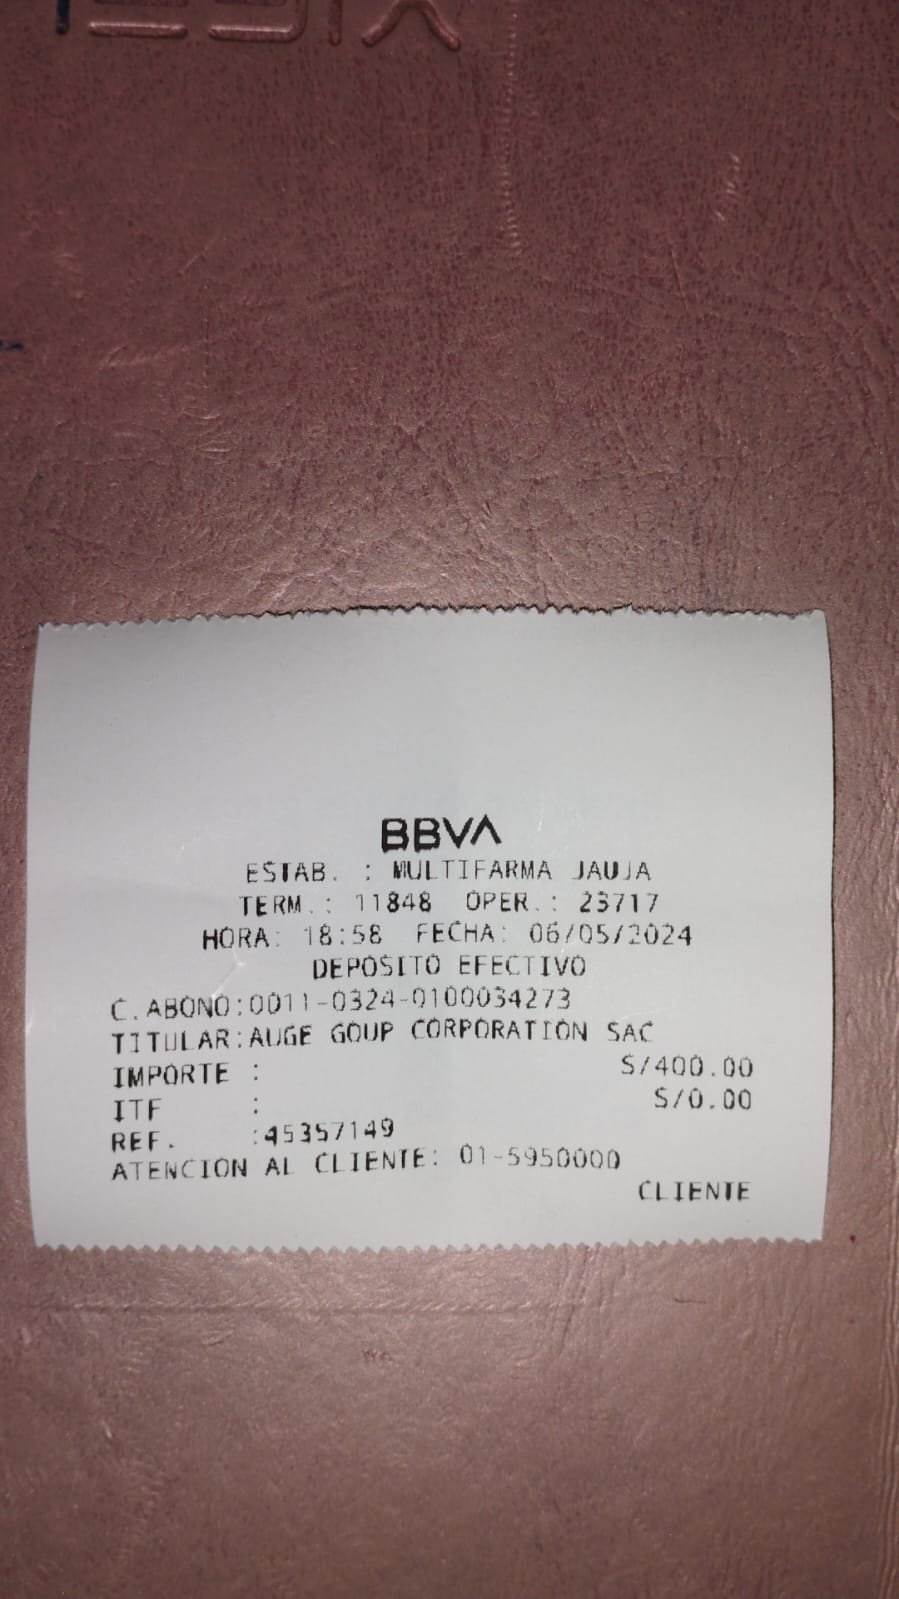 BBVA
ESTAB. : MULTIFARMA JAUJA
TERM.: 11848 OPER.: 23717
HORA: 18:58 FECHA: 06/05/2024
DEPOSITO EFECTIVO
C.ABONO:0011-0324-0100034273
TITULAR:AUGE GOUP CORPORATION SAC
IMPORTE : S/400.00
ITF : S/0.00
REF. :45357149
ATENCION AL CLIENTE: 01-5950000
CLIENTE